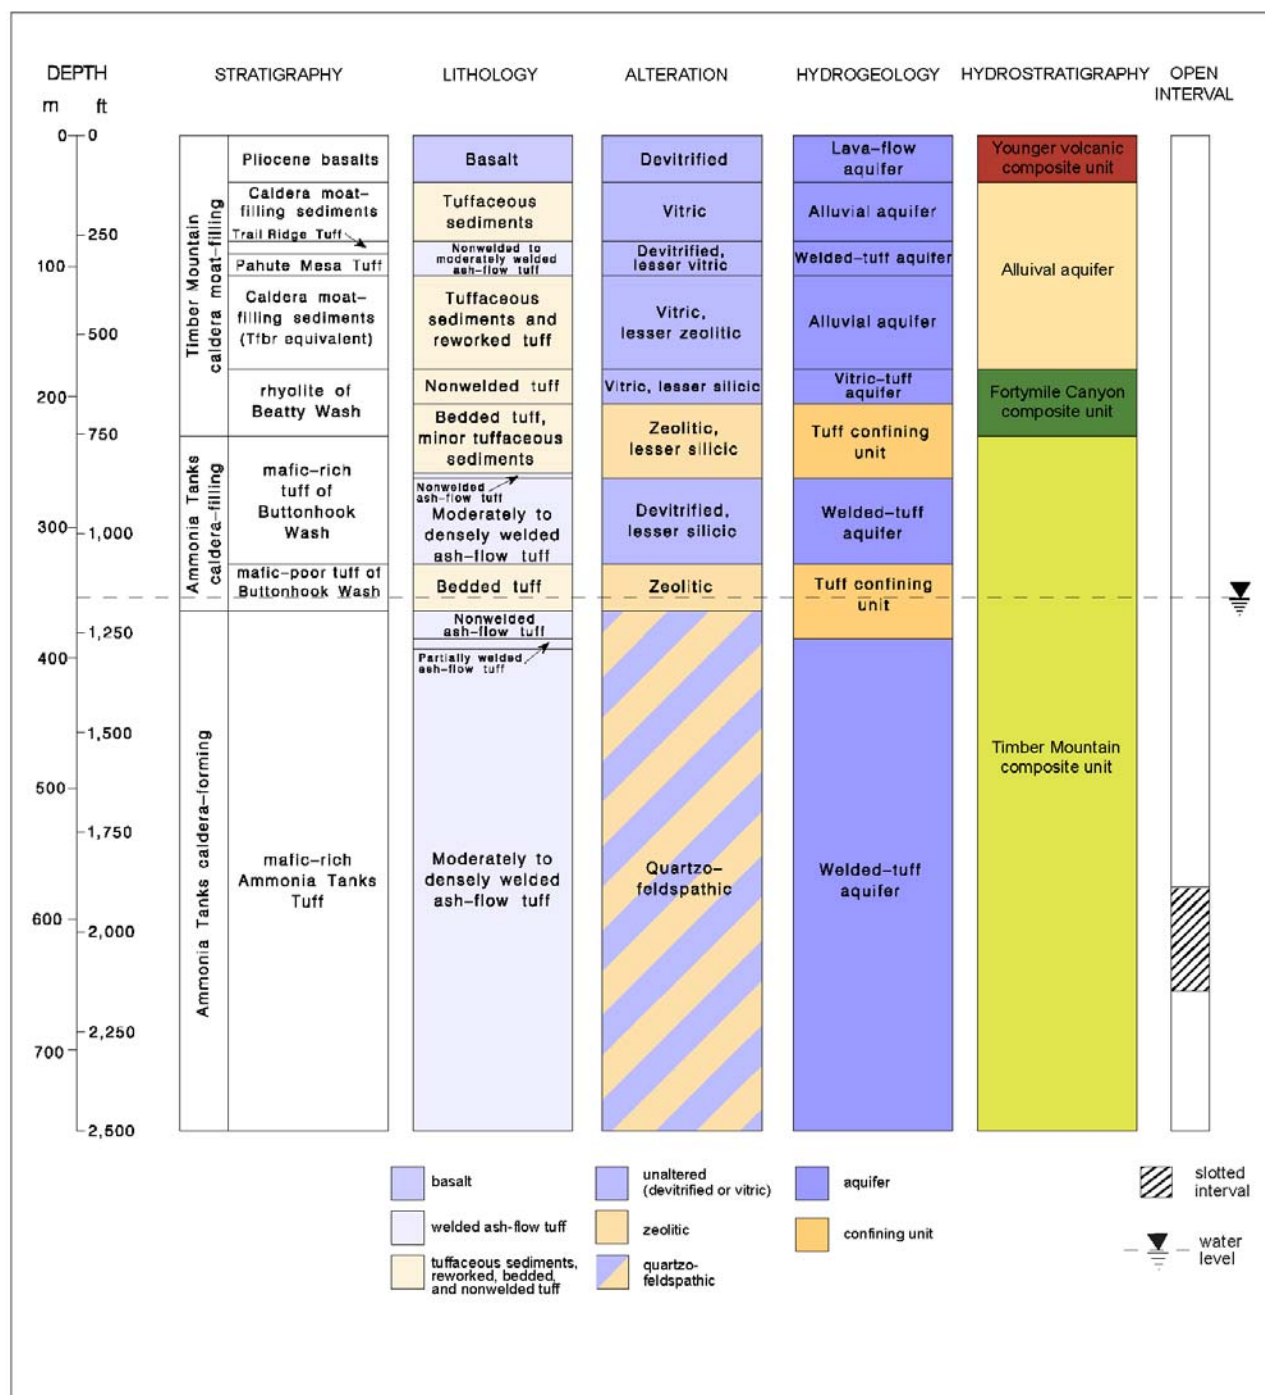 DEPTH
m ft
STRATIGRAPHY
LITHOLOGY
ALTERATION
HYDROGEOLOGY
HYDROSTRATIGRAPHY
OPEN
INTERVAL
0
100
200
300
400
500
600
700
0
250
500
750
1,000
1,250
1,500
1,750
2,000
2,250
2,500
Timber Mountain
caldera moat-filling
Ammonia Tanks
caldera-filling
Ammonia Tanks caldera-forming
Pliocene basalts
Caldera moat-
filling sediments
Trail Ridge Tuff
Pahute Mesa Tuff
Caldera moat-
filling sediments
(Tfbr equivalent)
rhyolite of
Beatty Wash
mafic-rich
tuff of
Buttonhook
Wash
mafic-poor tuff of
Buttonhook Wash
mafic-rich
Ammonia Tanks
Tuff
Basalt
Tuffaceous
sediments
Nonwelded to
moderately welded
ash-flow tuff
Tuffaceous
sediments and
reworked tuff
Nonwelded tuff
Bedded tuff,
minor tuffaceous
sediments
Nonwelded
ash-flow tuff
Moderately to
densely welded
ash-flow tuff
Bedded tuff
Nonwelded
ash-flow tuff
Partially welded
ash-flow tuff
Moderately to
densely welded
ash-flow tuff
Devitrified
Vitric
Devitrified,
lesser vitric
Vitric,
lesser zeolitic
Vitric, lesser silicic
Zeolitic,
lesser silicic
Devitrified,
lesser silicic
Zeolitic
Quartzo-
feldspathic
Lava-flow
aquifer
Alluvial aquifer
Welded-tuff aquifer
Alluvial aquifer
Vitric-tuff
aquifer
Tuff confining
unit
Welded-tuff
aquifer
Tuff confining
unit
Welded-tuff
aquifer
Younger volcanic
composite unit
Alluival aquifer
Fortymile Canyon
composite unit
Timber Mountain
composite unit
basalt
welded ash-flow tuff
tuffaceous sediments,
reworked, bedded,
and nonwelded tuff
unaltered
(devitrified or vitric)
zeolitic
quartzo-
feldspathic
aquifer
confining unit
slotted
interval
water
level